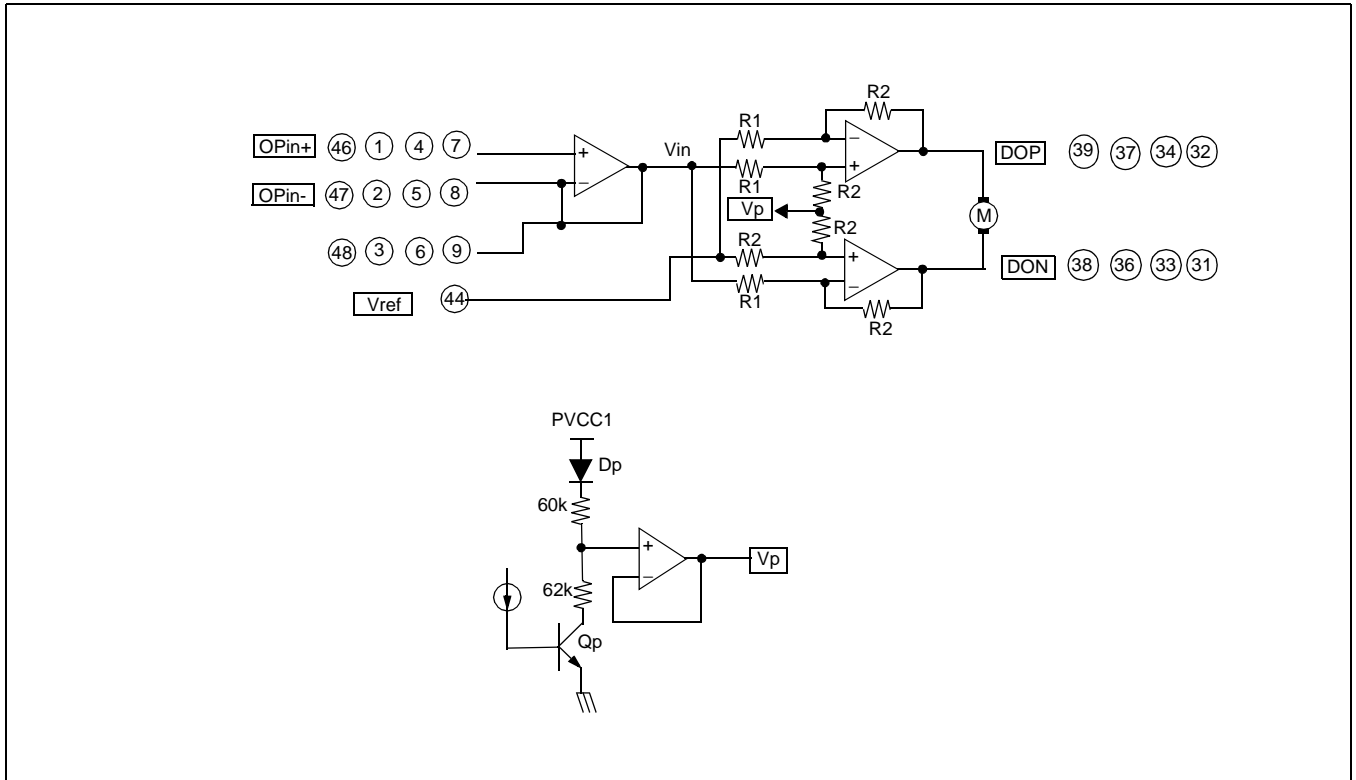 R2
R1
OPin+ 46 1 4 7
+
−
Vin
−
+
DOP 39 37 34 32
R1
R2
OPin- 47 2 5 8
Vp
M
R2
R2
48 3 6 9
+
−
DON 38 36 33 31
R1
Vref 44
R2
PVCC1
Dp
60k
+
−
Vp
62k
Qp